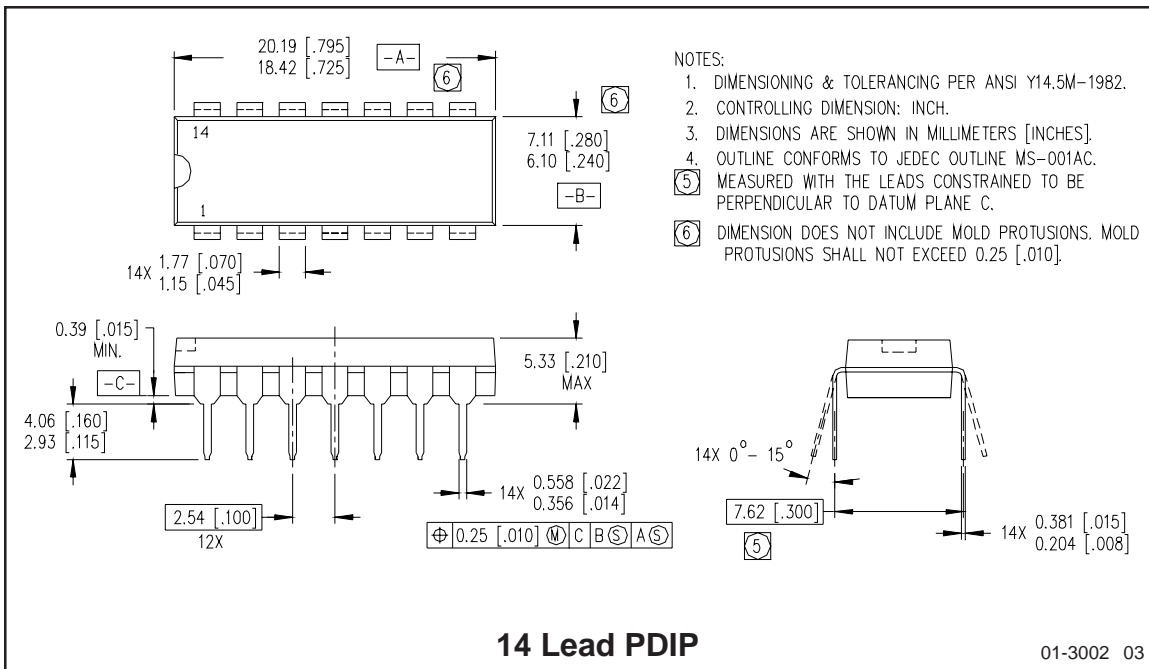 20.19 [.795]
18.42 [.725]
-A-
6
6
14
1
7.11 [.280]
6.10 [.240]
-B-
14X 1.77 [.070]
1.15 [.045]
NOTES:
1. DIMENSIONING & TOLERANCING PER ANSI Y14.5M-1982.
2. CONTROLLING DIMENSION: INCH.
3. DIMENSIONS ARE SHOWN IN MILLIMETERS [INCHES].
4. OUTLINE CONFORMS TO JEDEC OUTLINE MS-001AC.
5 MEASURED WITH THE LEADS CONSTRAINED TO BE
PERPENDICULAR TO DATUM PLANE C.
6 DIMENSION DOES NOT INCLUDE MOLD PROTUSIONS. MOLD
PROTUSIONS SHALL NOT EXCEED 0.25 [.010].
0.39 [.015]
MIN.
-C-
4.06 [.160]
2.93 [.115]
5.33 [.210]
MAX
2.54 [.100]
12X
14X 0.558 [.022]
0.356 [.014]
⌖ 0.25 [.010] Ⓜ C B Ⓢ A Ⓢ
14X 0°- 15°
7.62 [.300]
5
14X 0.381 [.015]
0.204 [.008]
14 Lead PDIP
01-3002 03